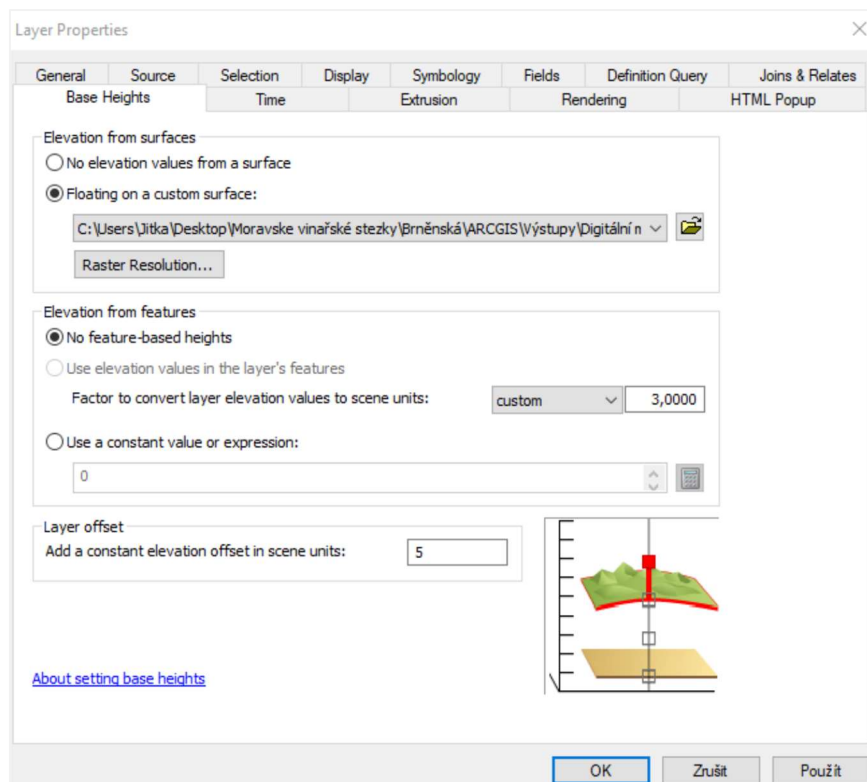 Layer Properties
General Source Selection Display Symbology Fields Definition Query Joins & Relates
Base Heights Time Extrusion Rendering HTML Popup
Elevation from surfaces
No elevation values from a surface
Floating on a custom surface:
C:\Users\Jitka\Desktop\Moravske vinařské stezky\Brněnská\ARCGIS\Výstupy\Digitální n
Raster Resolution...
Elevation from features
No feature-based heights
Use elevation values in the layer's features
Factor to convert layer elevation values to scene units: custom 3,0000
Use a constant value or expression:
0
Layer offset
Add a constant elevation offset in scene units: 5
About setting base heights
OK Zrušit Použít